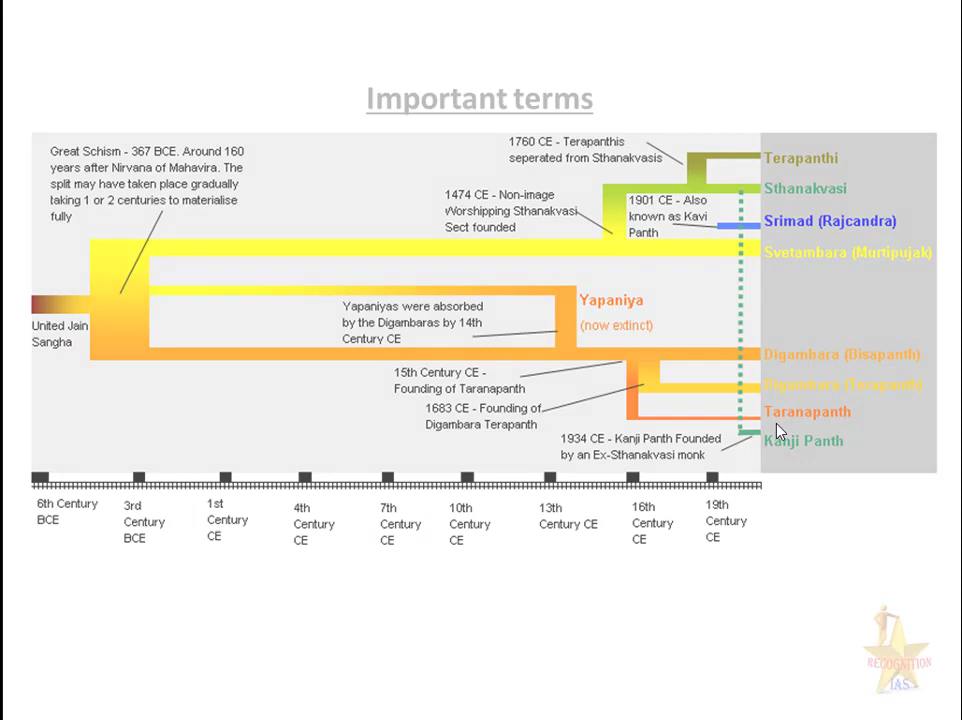 Important terms
Great Schism - 367 BCE. Around 160
years after Nirvana of Mahavira. The
split may have taken place gradually
taking 1 or 2 centuries to materialise
fully
1760 CE - Terapanthis
seperated from Sthanakvasis
1474 CE - Non-image
Worshipping Sthanakvasi
Sect founded
1901 CE - Also
known as Kavi
Panth
Terapanthi
Sthanakvasi
Srimad (Rajcandra)
Svetambara (Murtipujak)
United Jain
Sangha
Yapaniyas were absorbed
by the Digambaras by 14th
Century CE
Yapaniya
(now extinct)
15th Century CE -
Founding of Taranapanth
1683 CE - Founding of
Digambara Terapanth
1934 CE - Kanji Panth Founded
by an Ex-Sthanakvasi monk
Digambara (Bisapanth)
Digambara (Terapanth)
Taranapanth
Kanji Panth
6th Century
BCE
3rd
Century
BCE
1st
Century
CE
4th
Century
CE
7th
Century
CE
10th
Century
CE
13th
Century CE
16th
Century
CE
19th
Century
CE
RECOGNITION
IAS